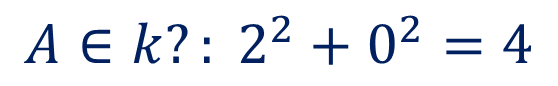 A ∈ k?: 2² + 0² = 4